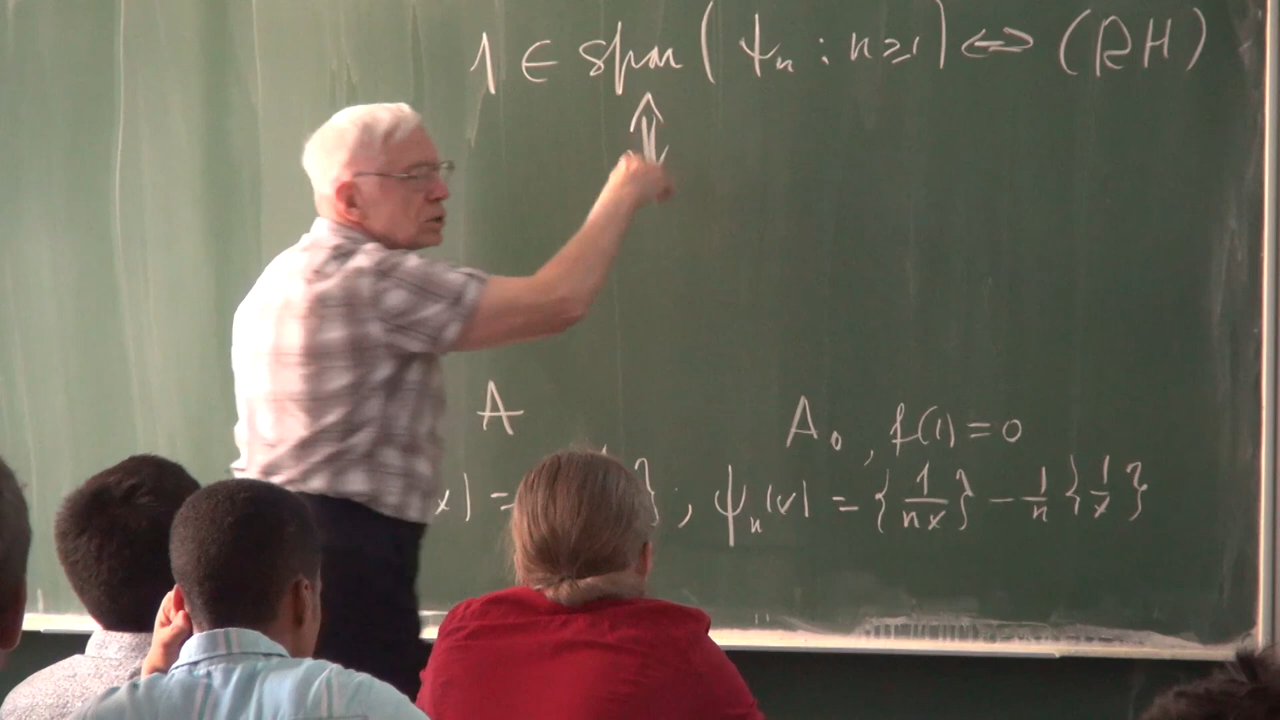 1 ∈ span ( ψn : n ≥ 1 ) ⇔ (RH)
⇕
A A₀ , f(1) = 0
x) = } ; ψn(x) = { 1/nx } − 1/n { 1/x }